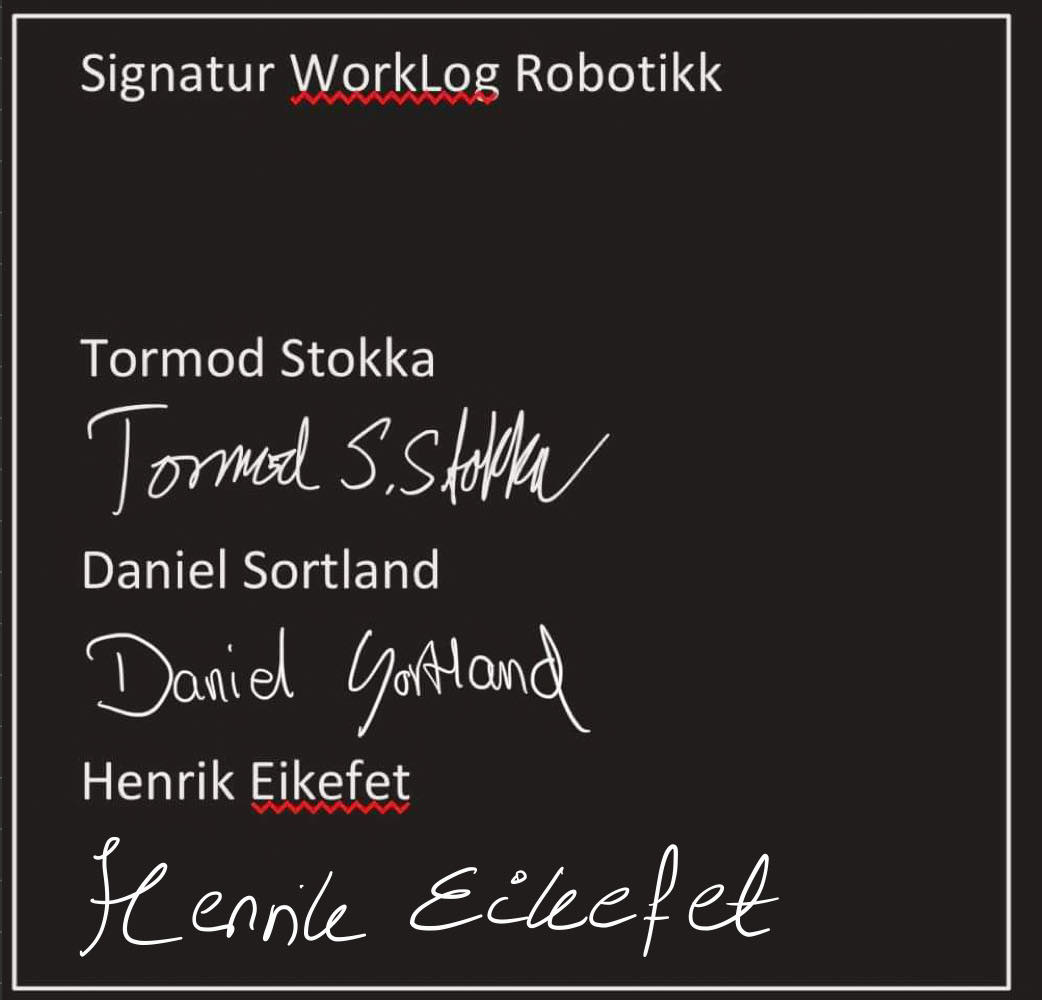 Signatur WorkLog Robotikk
Tormod Stokka
Tormod S. Stokka
Daniel Sortland
Daniel Sortland
Henrik Eikefet
Henrik Eikefet